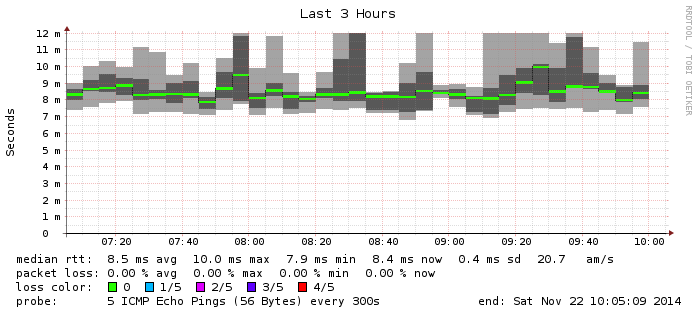 Last 3 Hours
RRDTOOL / TOBI OETIKER
Seconds
12 m
11 m
10 m
9 m
8 m
7 m
6 m
5 m
4 m
3 m
2 m
1 m
0
07:20 07:40 08:00 08:20 08:40 09:00 09:20 09:40 10:00
median rtt: 8.5 ms avg 10.0 ms max 7.9 ms min 8.4 ms now 0.4 ms sd 20.7 am/s
packet loss: 0.00 % avg 0.00 % max 0.00 % min 0.00 % now
loss color: 0 1/5 2/5 3/5 4/5
probe: 5 ICMP Echo Pings (56 Bytes) every 300s end: Sat Nov 22 10:05:09 2014